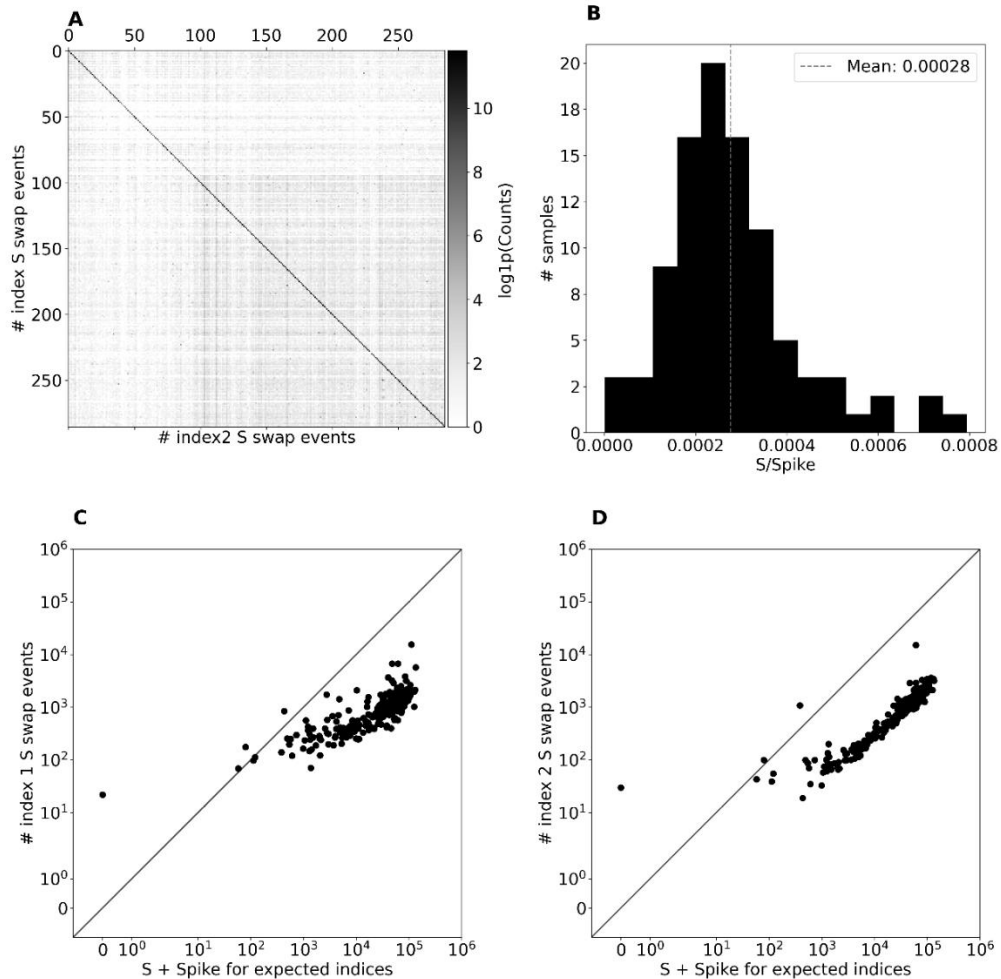 A
0 50 100 150 200 250
0
50
100
150
200
250
# index S swap events
# index2 S swap events
10
8
6
4
2
0
log1p(Counts)
B
20
18
15
12
10
8
5
2
0
# samples
Mean: 0.00028
0.0000 0.0002 0.0004 0.0006 0.0008
S/Spike
C
10^6
10^5
10^4
10^3
10^2
10^1
10^0
0
# index 1 S swap events
0 10^0 10^1 10^2 10^3 10^4 10^5 10^6
S + Spike for expected indices
D
10^6
10^5
10^4
10^3
10^2
10^1
10^0
0
# index 2 S swap events
0 10^0 10^1 10^2 10^3 10^4 10^5 10^6
S + Spike for expected indices